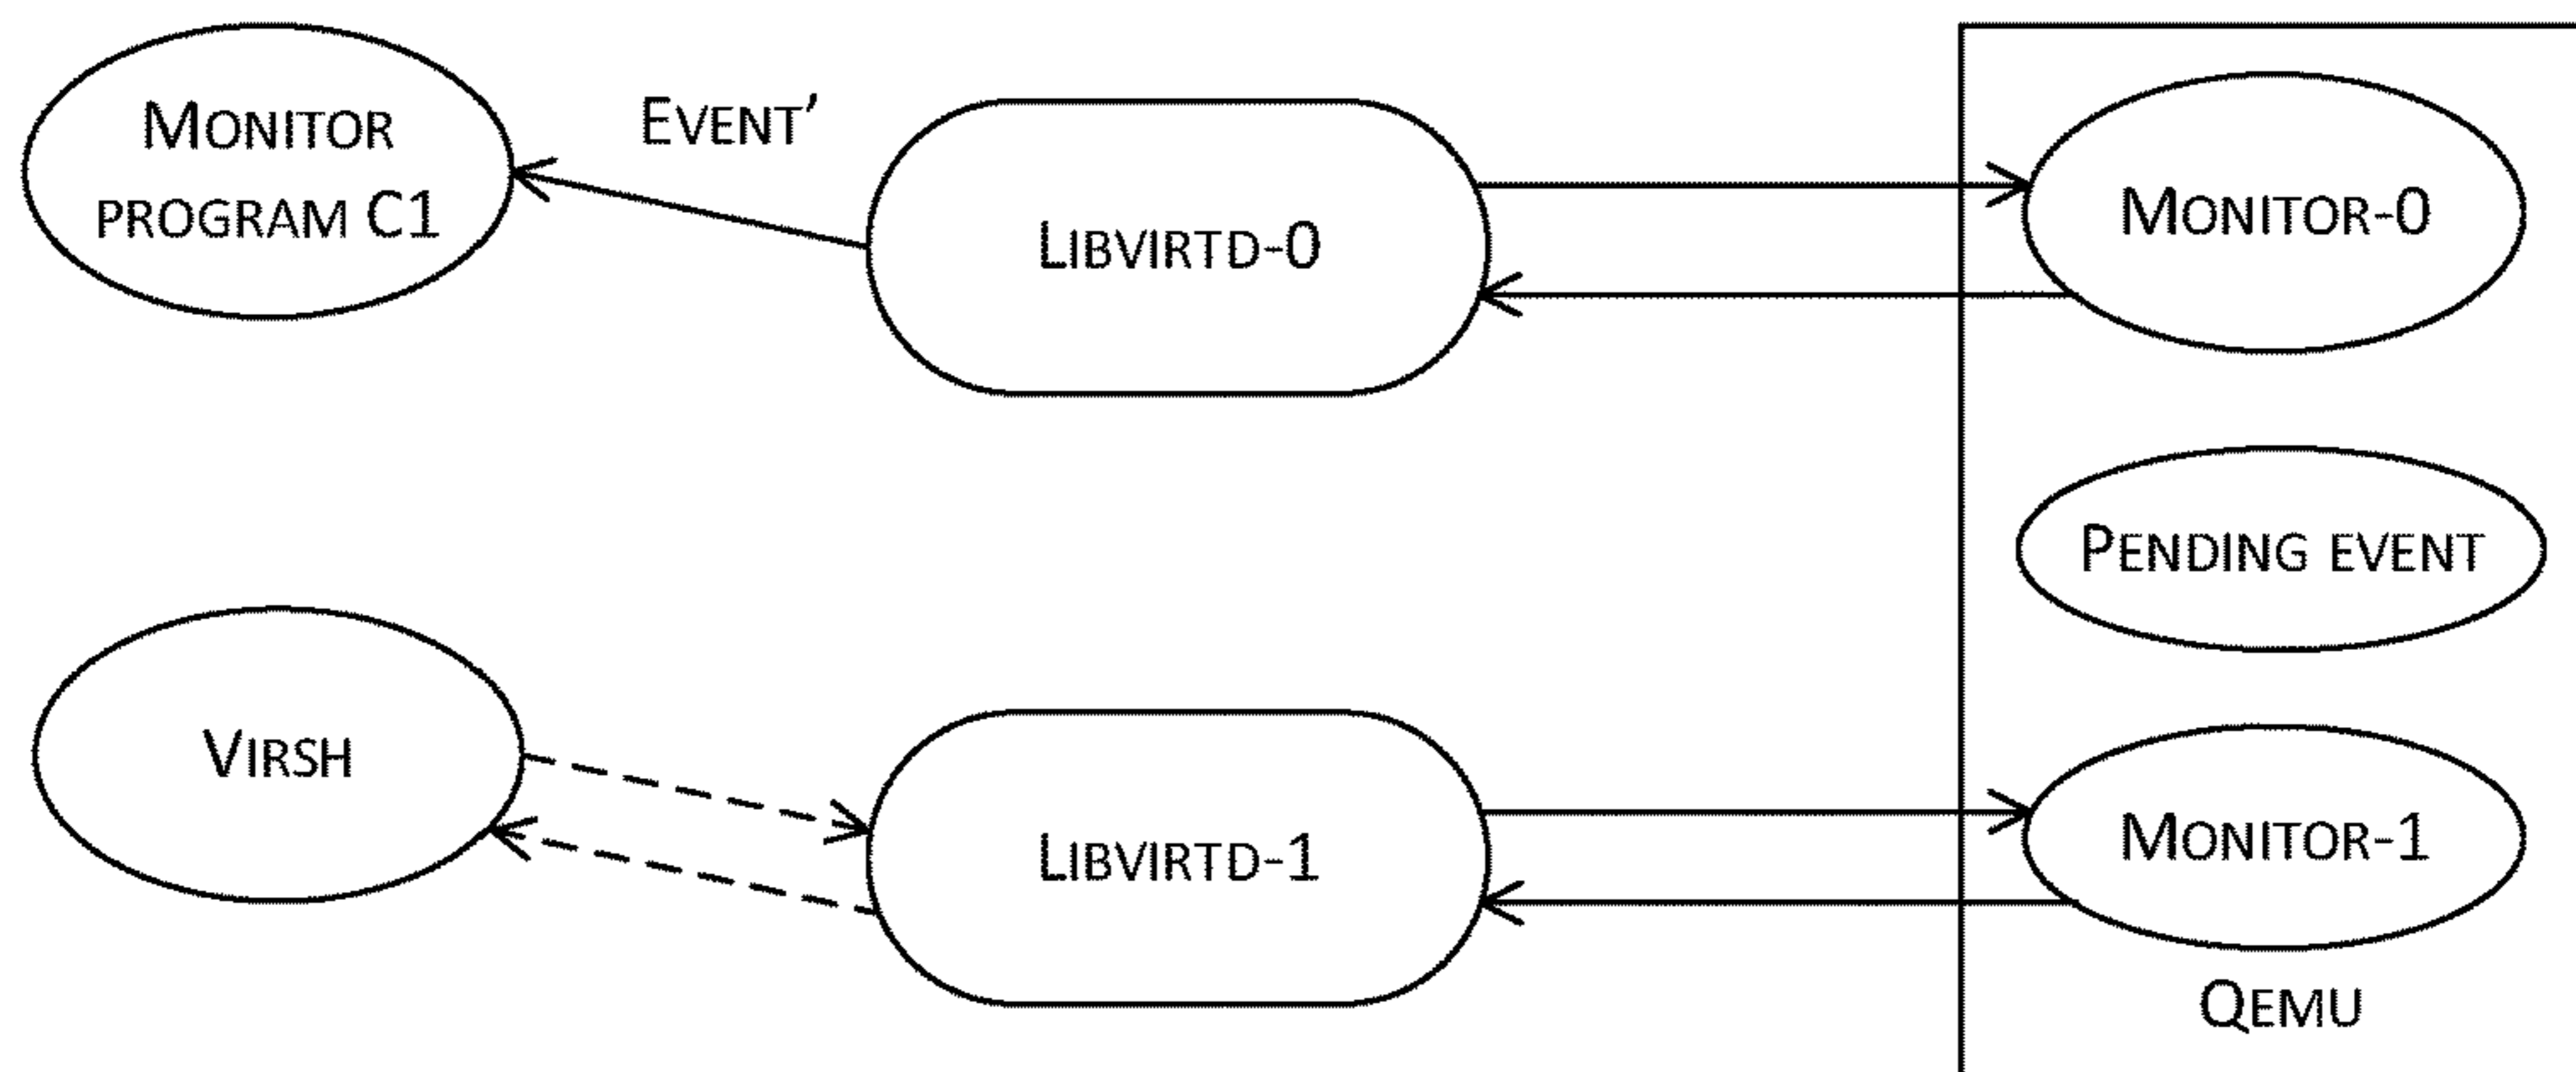 MONITOR
PROGRAM C1
EVENT'
LIBVIRTD-0
MONITOR-0
PENDING EVENT
VIRSH
LIBVIRTD-1
MONITOR-1
QEMU